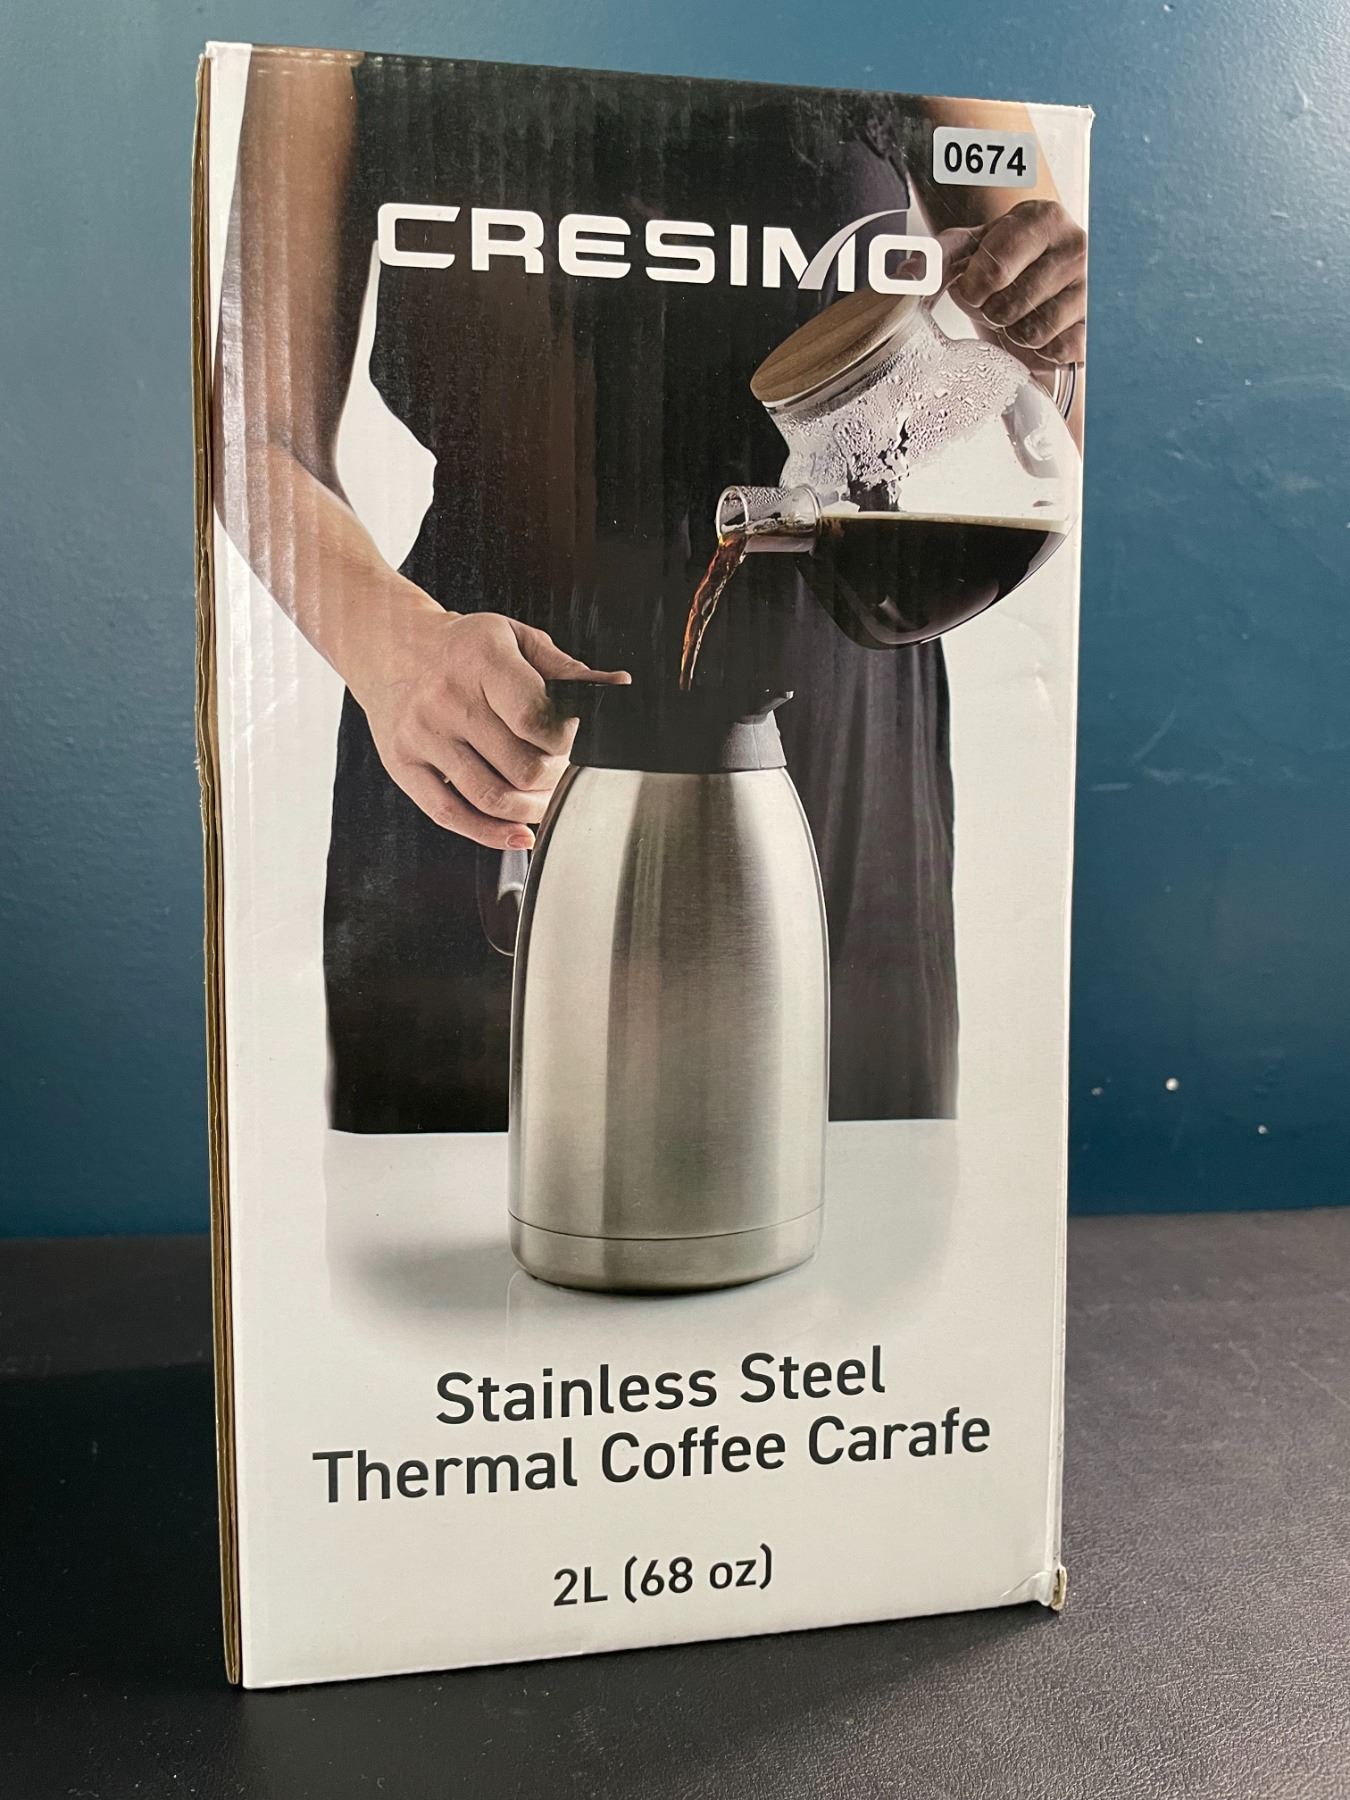 0674
CRESIMO
Stainless Steel
Thermal Coffee Carafe
2L (68 oz)